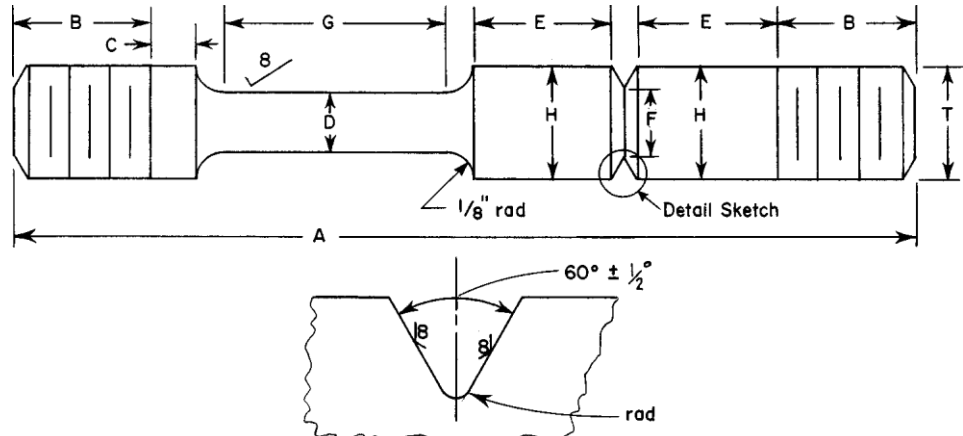 B G E E B
C
8
D H F H T
1/8" rad
Detail Sketch
A
60° ± 1/2°
8 8
rad